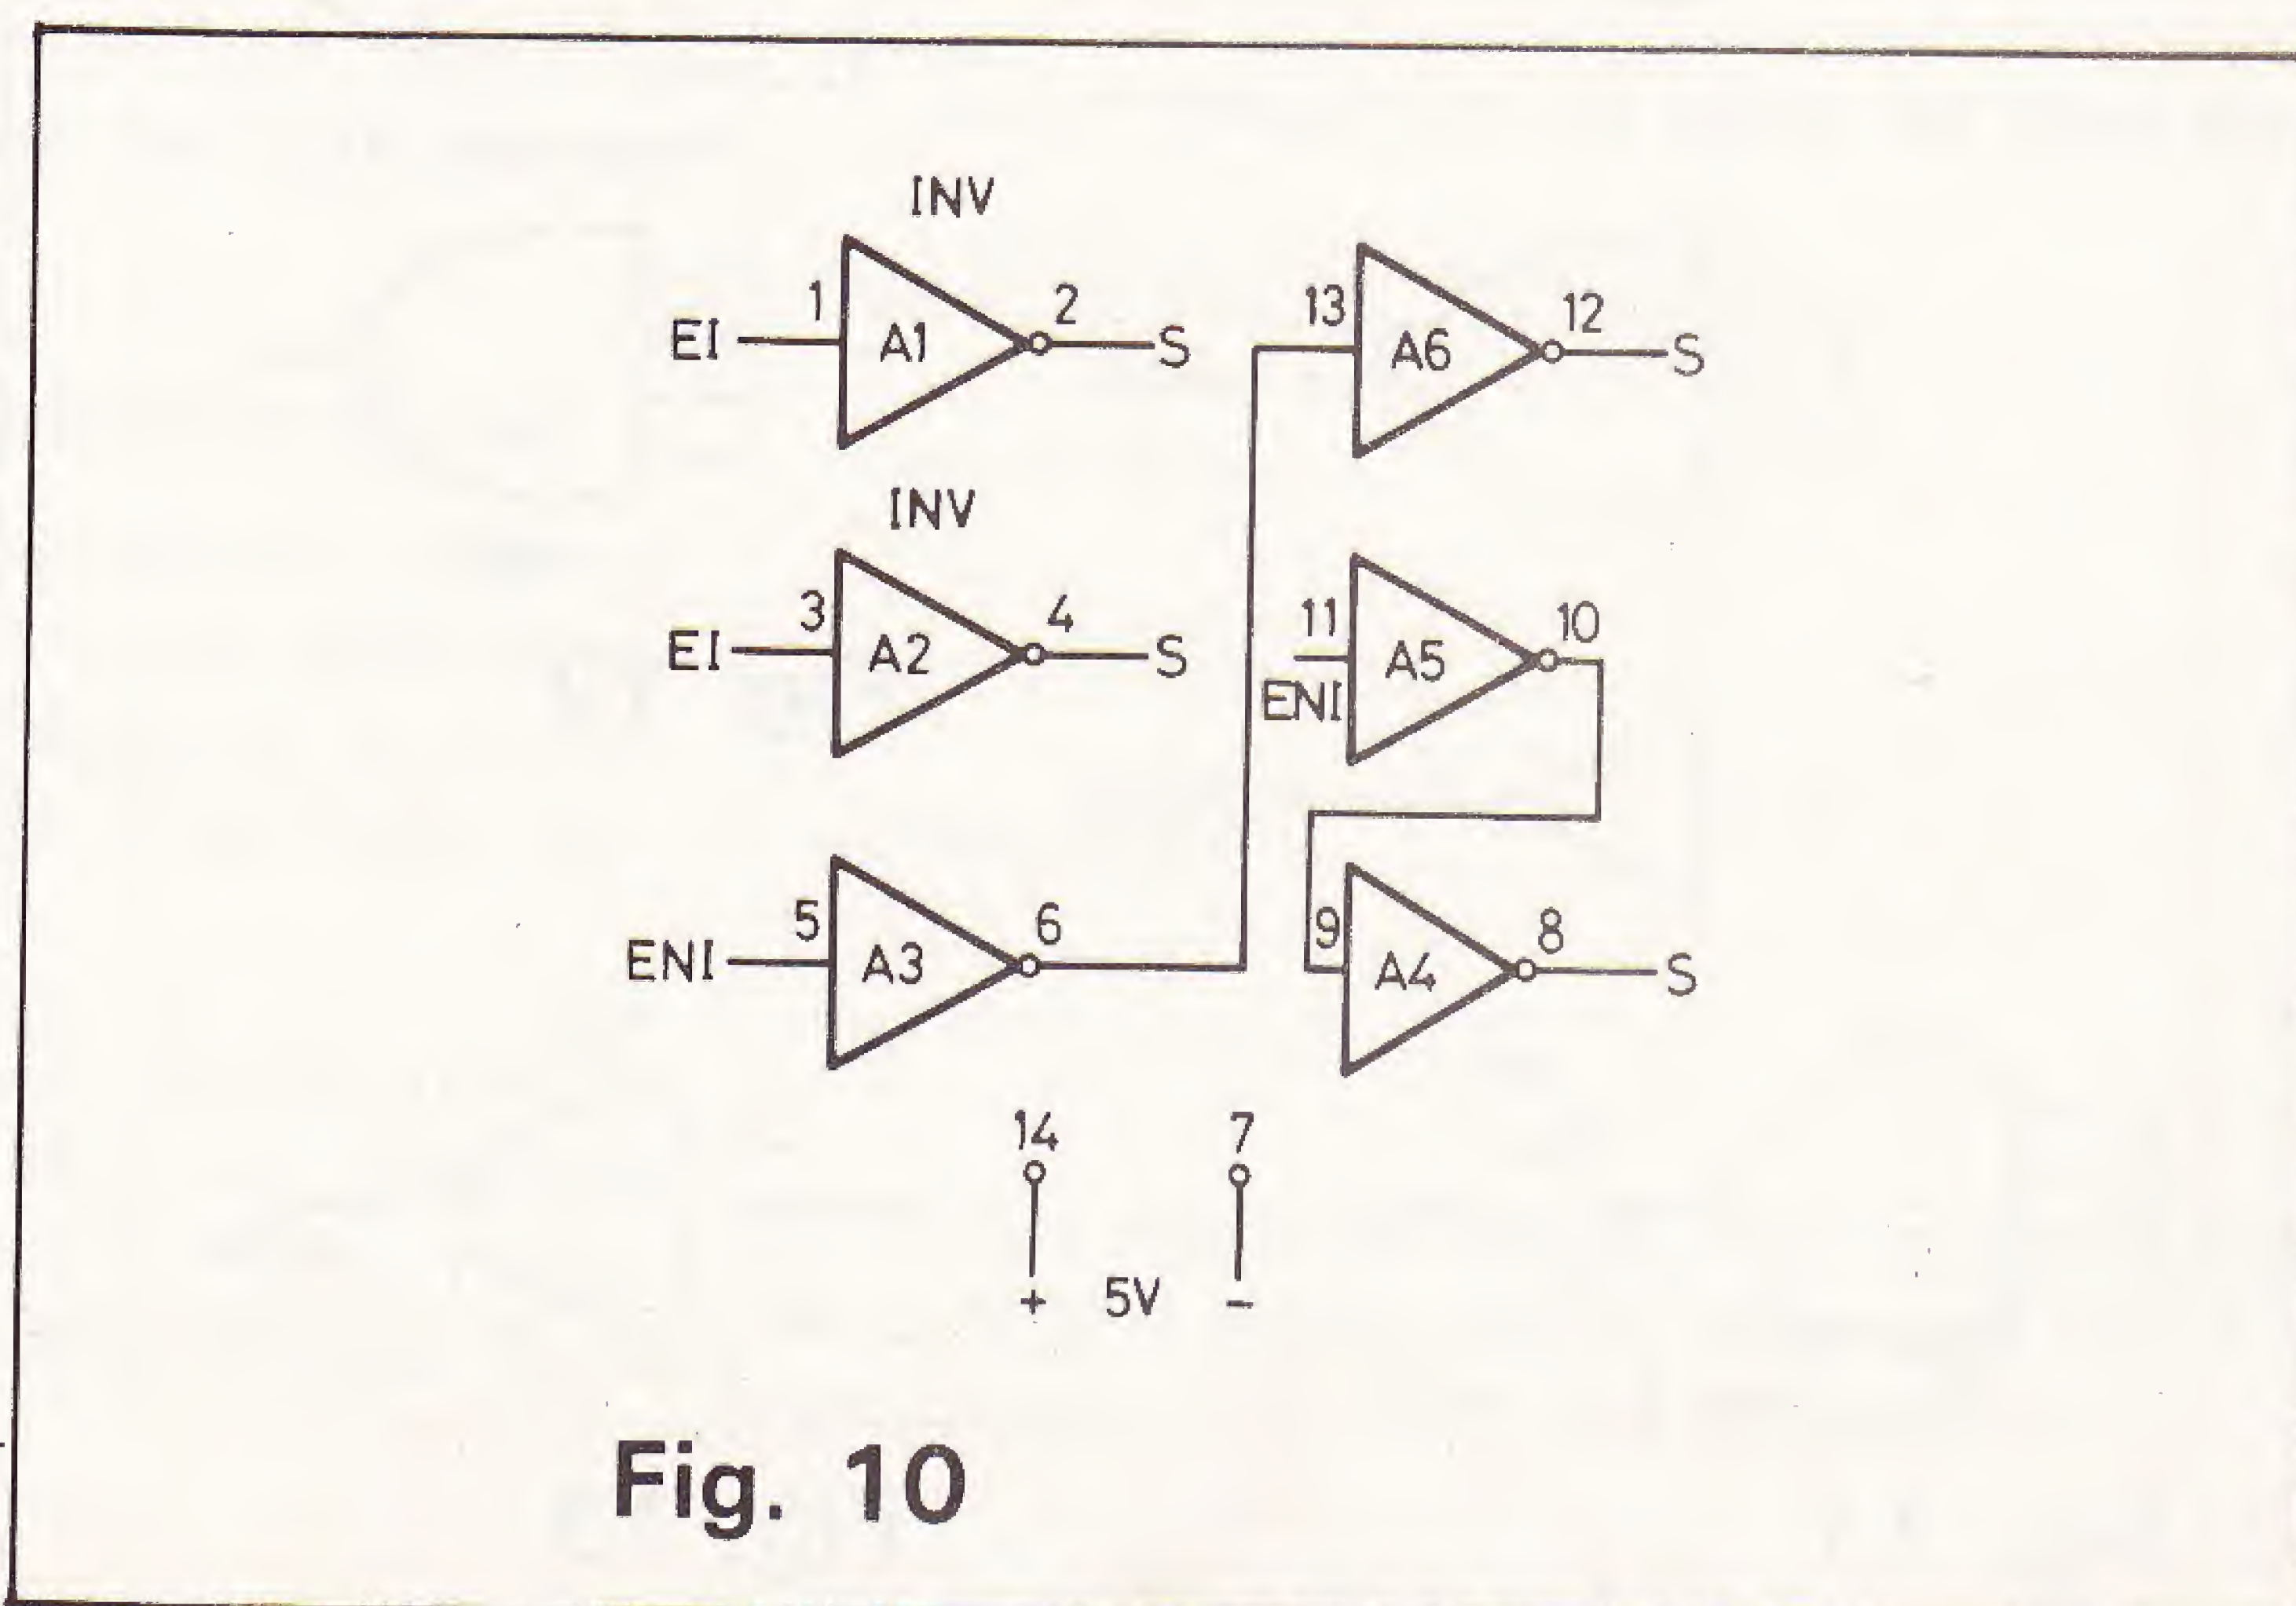 INV
1 2
EI A1 S
13 12
A6 S
INV
3 4
EI A2 S
11 10
A5
ENI
5 6
ENI A3
9 8
A4 S
14 7
+ 5V -
Fig. 10